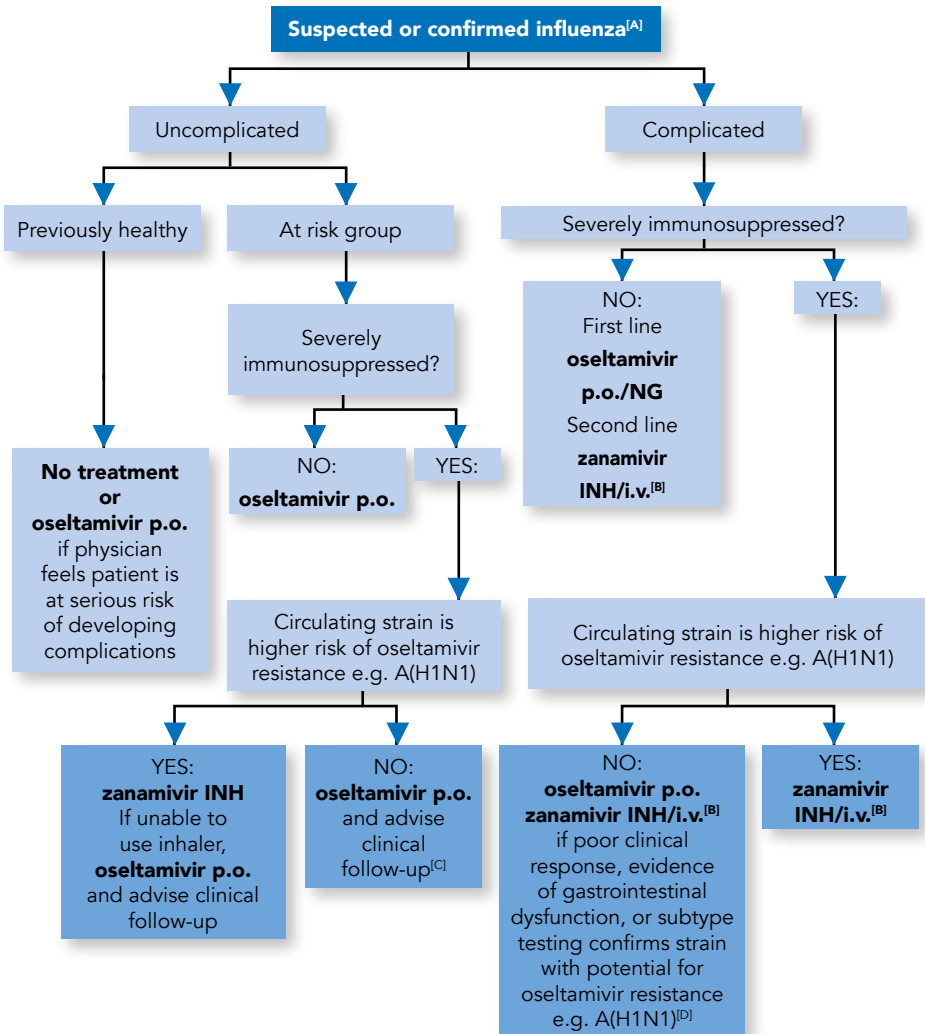 Suspected or confirmed influenza[A]
Uncomplicated
Complicated
Previously healthy
At risk group
Severely immunosuppressed?
Severely
immunosuppressed?
NO:
First line
oseltamivir
p.o./NG
Second line
zanamivir
INH/i.v.[B]
YES:
No treatment
or
oseltamivir p.o.
if physician
feels patient is
at serious risk
of developing
complications
NO:
oseltamivir p.o.
YES:
Circulating strain is
higher risk of oseltamivir
resistance e.g. A(H1N1)
Circulating strain is higher risk of
oseltamivir resistance e.g. A(H1N1)
YES:
zanamivir INH
If unable to
use inhaler,
oseltamivir p.o.
and advise clinical
follow-up
NO:
oseltamivir p.o.
and advise
clinical
follow-up[C]
NO:
oseltamivir p.o.
zanamivir INH/i.v.[B]
if poor clinical
response, evidence
of gastrointestinal
dysfunction, or subtype
testing confirms strain
with potential for
oseltamivir resistance
e.g. A(H1N1)[D]
YES:
zanamivir
INH/i.v.[B]